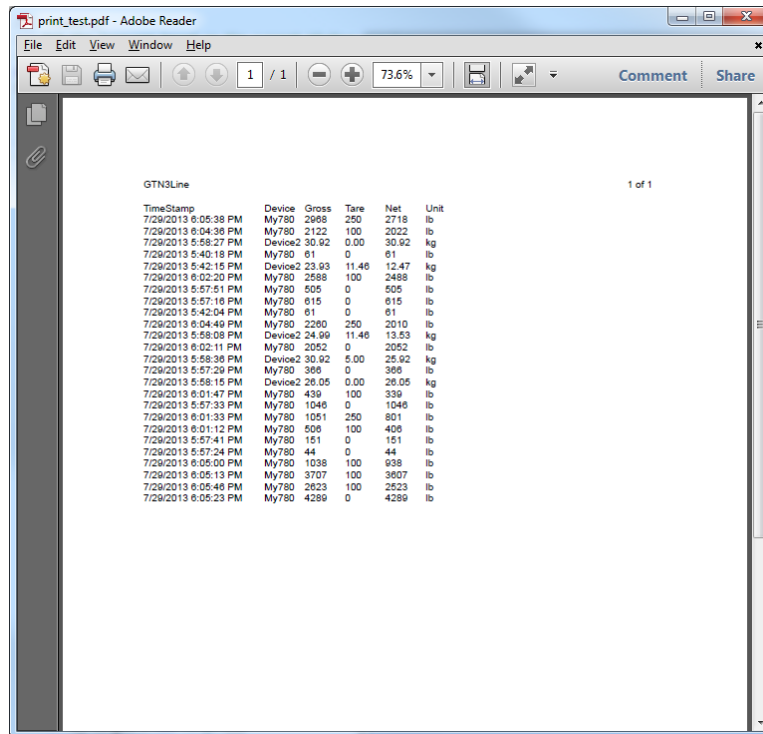 print_test.pdf - Adobe Reader
File Edit View Window Help
1 / 1 73.6% Comment Share
GTN3Line 1 of 1
TimeStamp Device Gross Tare Net Unit
7/29/2013 6:05:38 PM My780 2968 250 2718 lb
7/29/2013 6:04:36 PM My780 2122 100 2022 lb
7/29/2013 5:58:27 PM Device2 30.92 0.00 30.92 kg
7/29/2013 5:40:18 PM My780 61 0 61 lb
7/29/2013 5:42:15 PM Device2 23.93 11.46 12.47 kg
7/29/2013 6:02:20 PM My780 2588 100 2488 lb
7/29/2013 5:57:51 PM My780 505 0 505 lb
7/29/2013 5:57:16 PM My780 615 0 615 lb
7/29/2013 5:42:04 PM My780 61 0 61 lb
7/29/2013 6:04:49 PM My780 2260 250 2010 lb
7/29/2013 5:58:08 PM Device2 24.99 11.46 13.53 kg
7/29/2013 6:02:11 PM My780 2052 0 2052 lb
7/29/2013 5:58:36 PM Device2 30.92 5.00 25.92 kg
7/29/2013 5:57:29 PM My780 366 0 366 lb
7/29/2013 5:58:15 PM Device2 26.05 0.00 26.05 kg
7/29/2013 6:01:47 PM My780 439 100 339 lb
7/29/2013 5:57:33 PM My780 1046 0 1046 lb
7/29/2013 6:01:33 PM My780 1051 250 801 lb
7/29/2013 6:01:12 PM My780 506 100 406 lb
7/29/2013 5:57:41 PM My780 151 0 151 lb
7/29/2013 5:57:24 PM My780 44 0 44 lb
7/29/2013 6:05:00 PM My780 1038 100 938 lb
7/29/2013 6:05:13 PM My780 3707 100 3607 lb
7/29/2013 6:05:46 PM My780 2623 100 2523 lb
7/29/2013 6:05:23 PM My780 4289 0 4289 lb